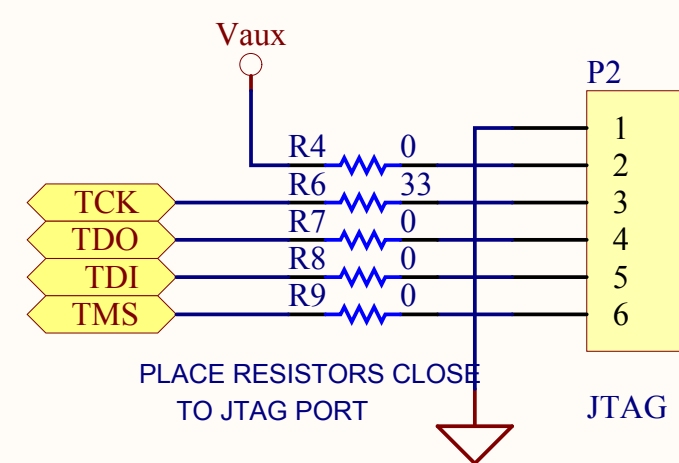 Vaux
P2
1
R4 0 2
R6 33
TCK 3
R7 0
TDO 4
R8 0
TDI 5
R9 0
TMS 6
PLACE RESISTORS CLOSE
TO JTAG PORT
JTAG